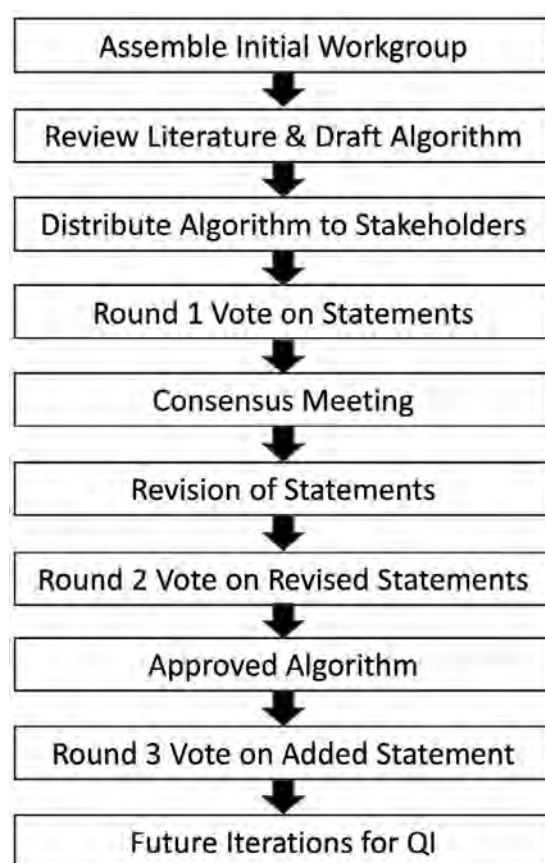 Assemble Initial Workgroup
Review Literature & Draft Algorithm
Distribute Algorithm to Stakeholders
Round 1 Vote on Statements
Consensus Meeting
Revision of Statements
Round 2 Vote on Revised Statements
Approved Algorithm
Round 3 Vote on Added Statement
Future Iterations for QI